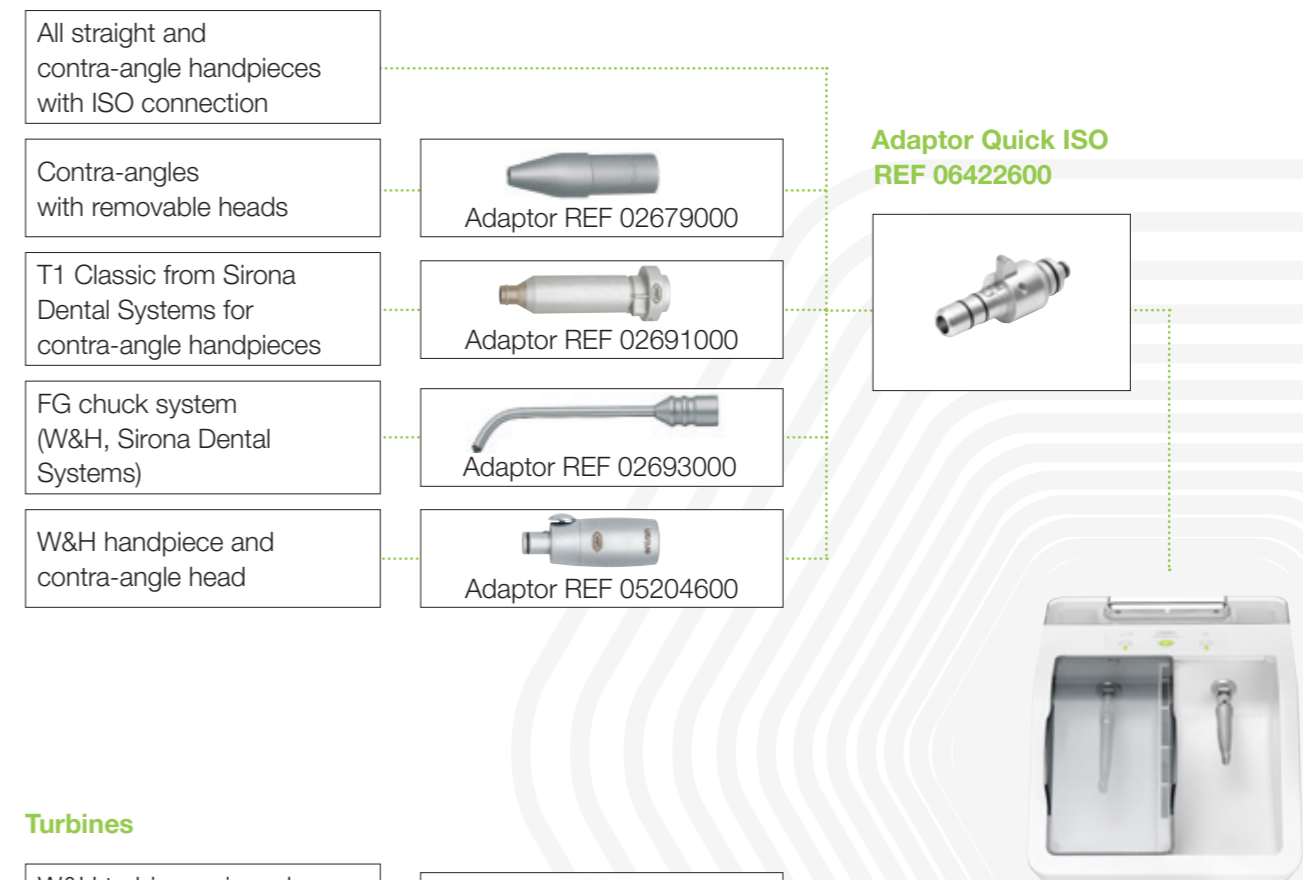 All straight and
contra-angle handpieces
with ISO connection
Contra-angles
with removable heads
Adaptor REF 02679000
T1 Classic from Sirona
Dental Systems for
contra-angle handpieces
Adaptor REF 02691000
FG chuck system
(W&H, Sirona Dental
Systems)
Adaptor REF 02693000
W&H handpiece and
contra-angle head
Adaptor REF 05204600
Adaptor Quick ISO
REF 06422600
Turbines